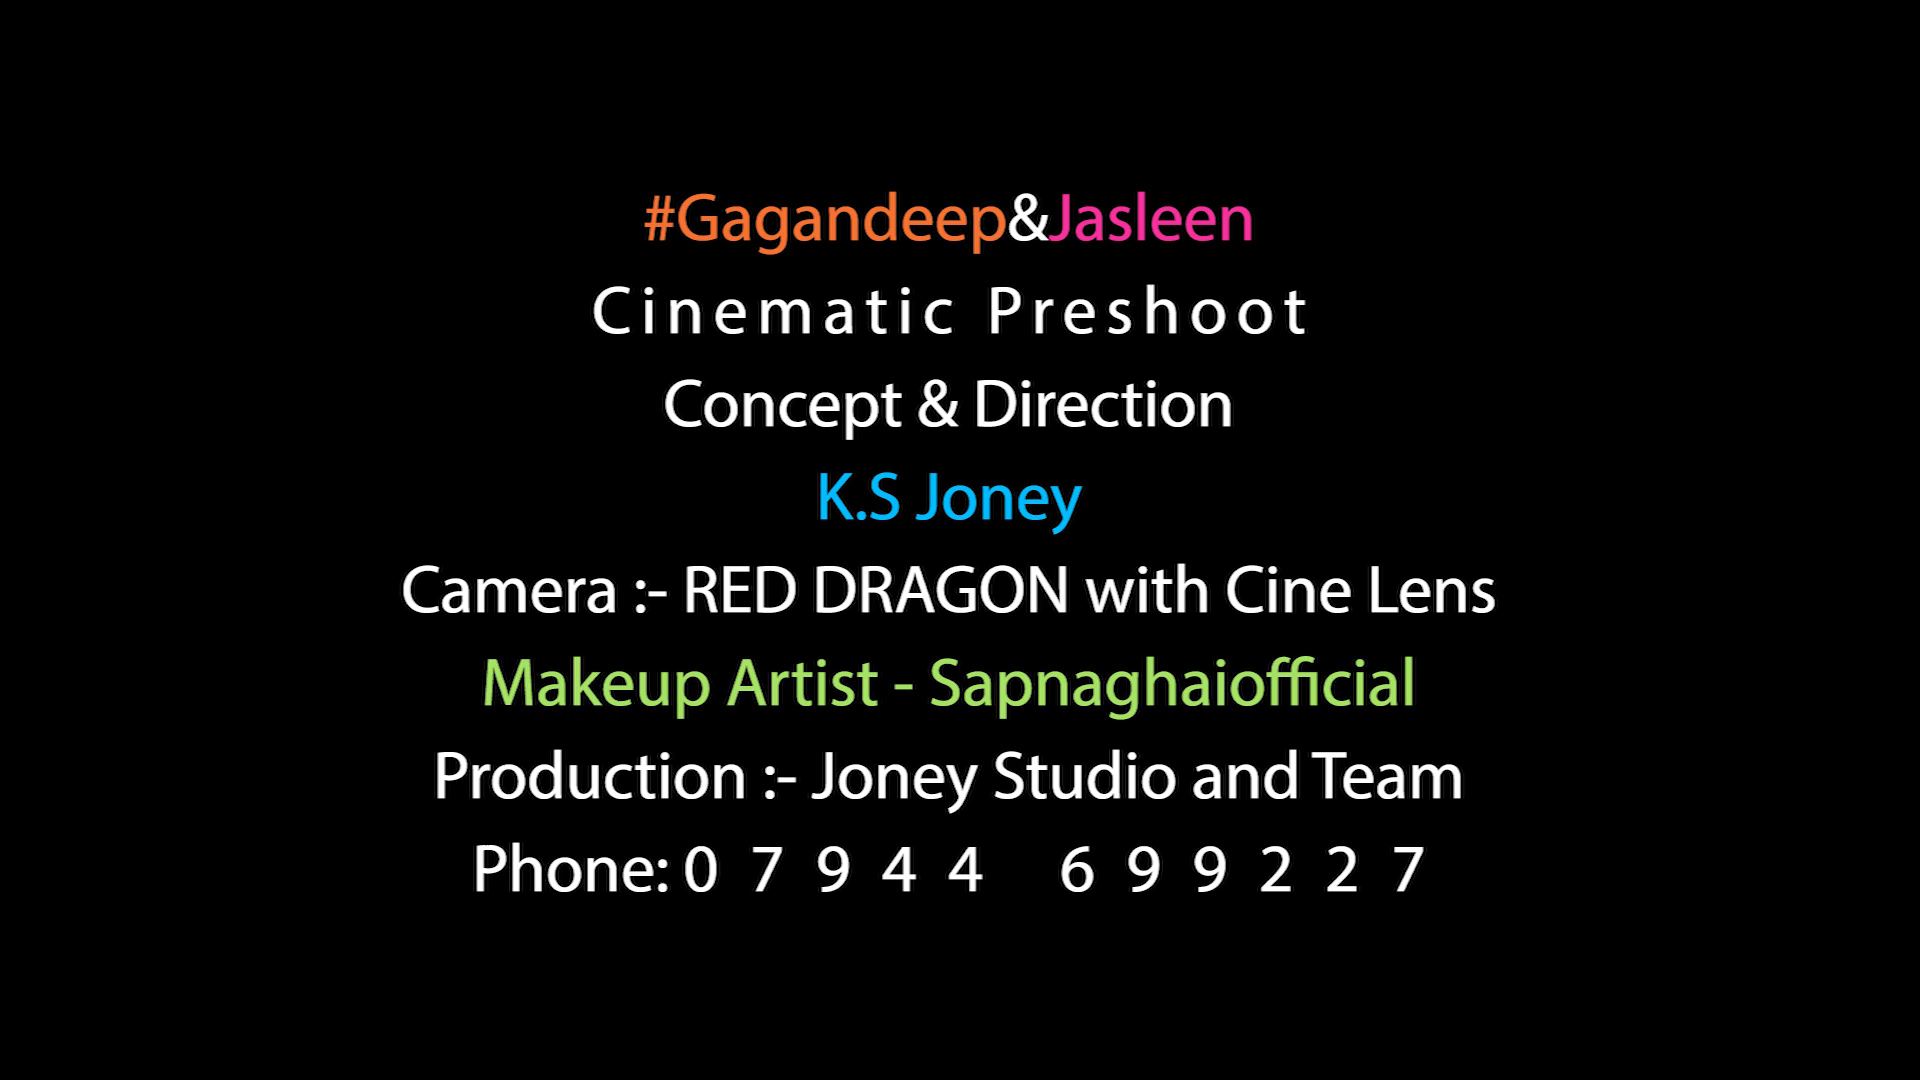 #Gagandeep&Jasleen
Cinematic Preshoot
Concept & Direction
K.S Joney
Camera :- RED DRAGON with Cine Lens
Makeup Artist - Sapnaghaiofficial
Production :- Joney Studio and Team
Phone: 0 7 9 4 4  6 9 9 2 2 7